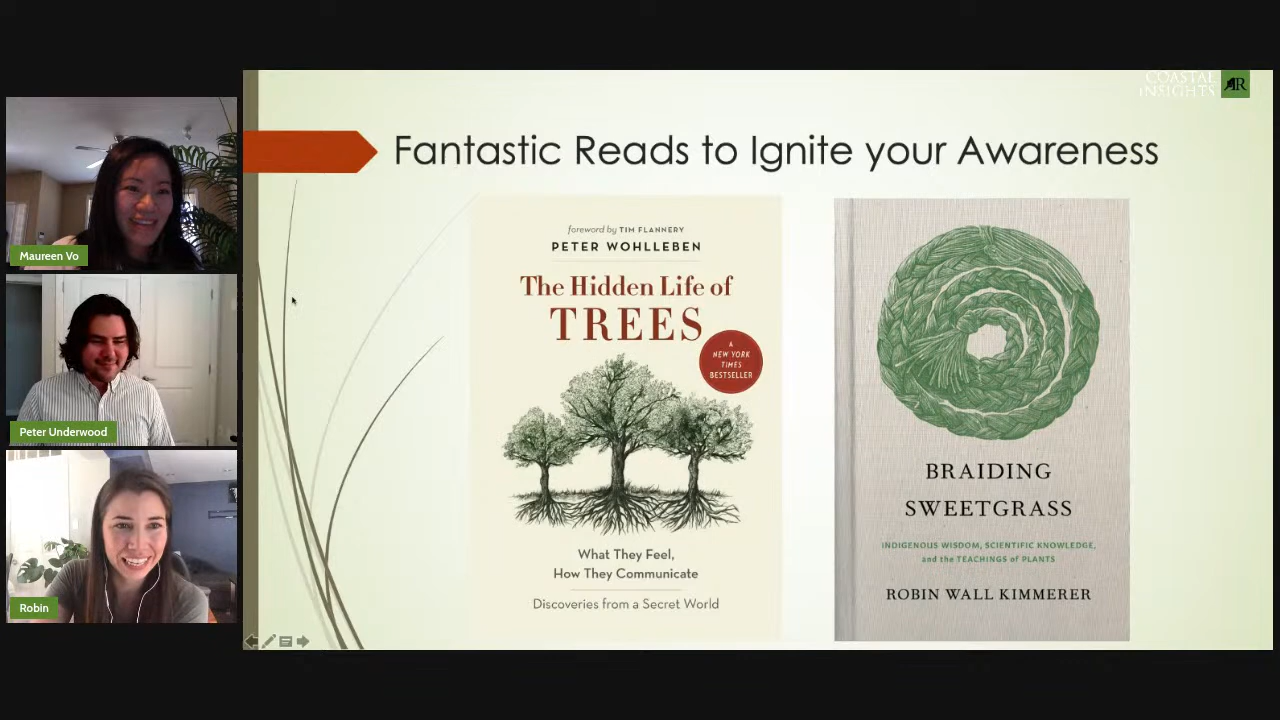 COASTAL
INSIGHTS
AR
Fantastic Reads to Ignite your Awareness
Maureen Vo
Peter Underwood
Robin
foreword by TIM FLANNERY
PETER WOHLLEBEN
The Hidden Life of
TREES
A
NEW YORK
TIMES
BESTSELLER
What They Feel,
How They Communicate
Discoveries from a Secret World
BRAIDING
SWEETGRASS
INDIGENOUS WISDOM, SCIENTIFIC KNOWLEDGE,
and the TEACHINGS of PLANTS
ROBIN WALL KIMMERER